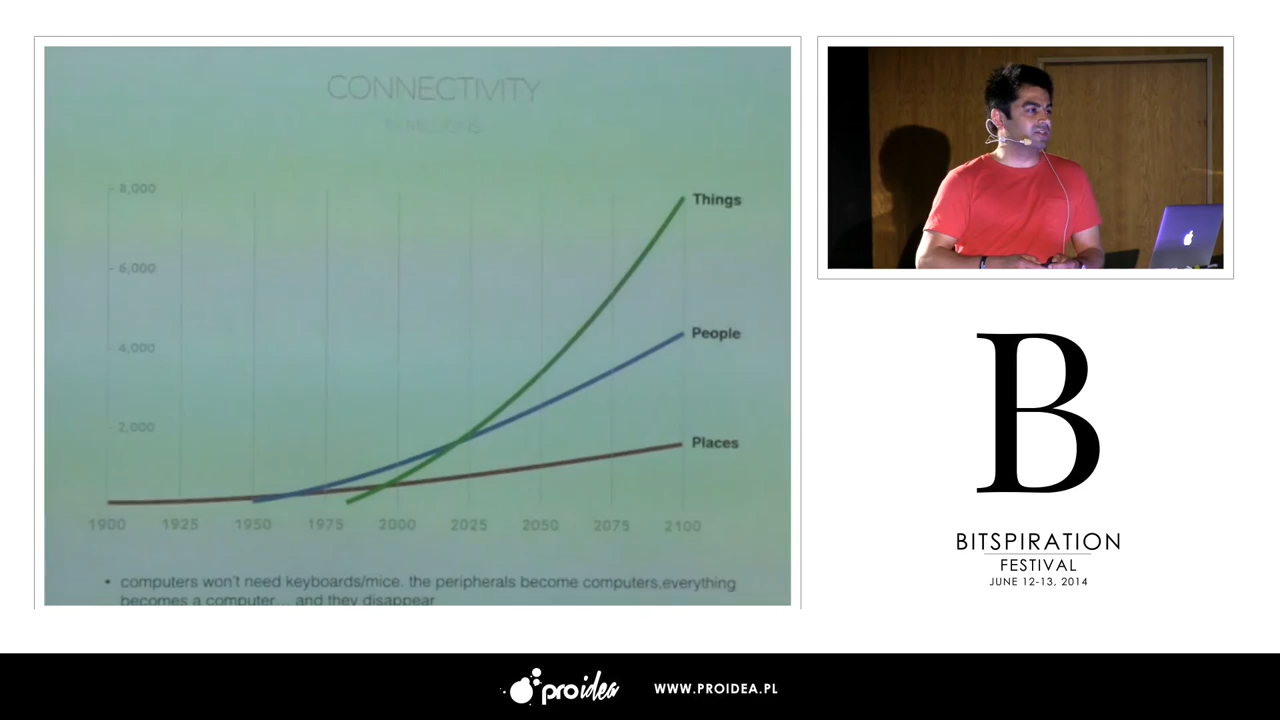 CONNECTIVITY
IN MILLIONS
8,000
6,000
4,000
2,000
Things
People
Places
1900 1925 1950 1975 2000 2025 2050 2075 2100
• computers won't need keyboards/mice. the peripherals become computers,everything
becomes a computer... and they disappear
B
BITSPIRATION
FESTIVAL
JUNE 12-13, 2014
proidea
WWW.PROIDEA.PL